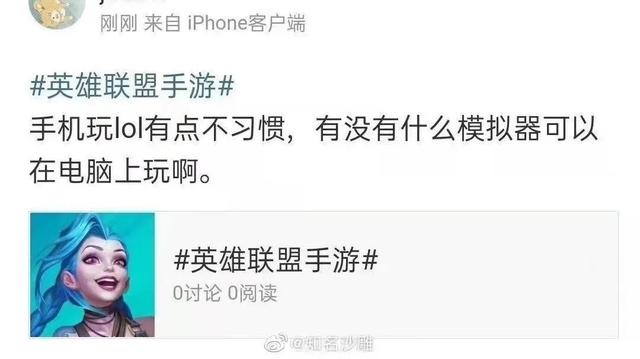 刚刚 来自 iPhone客户端
#英雄联盟手游#
手机玩lol有点不习惯，有没有什么模拟器可以
在电脑上玩啊。
#英雄联盟手游#
0讨论 0阅读
@知名沙雕